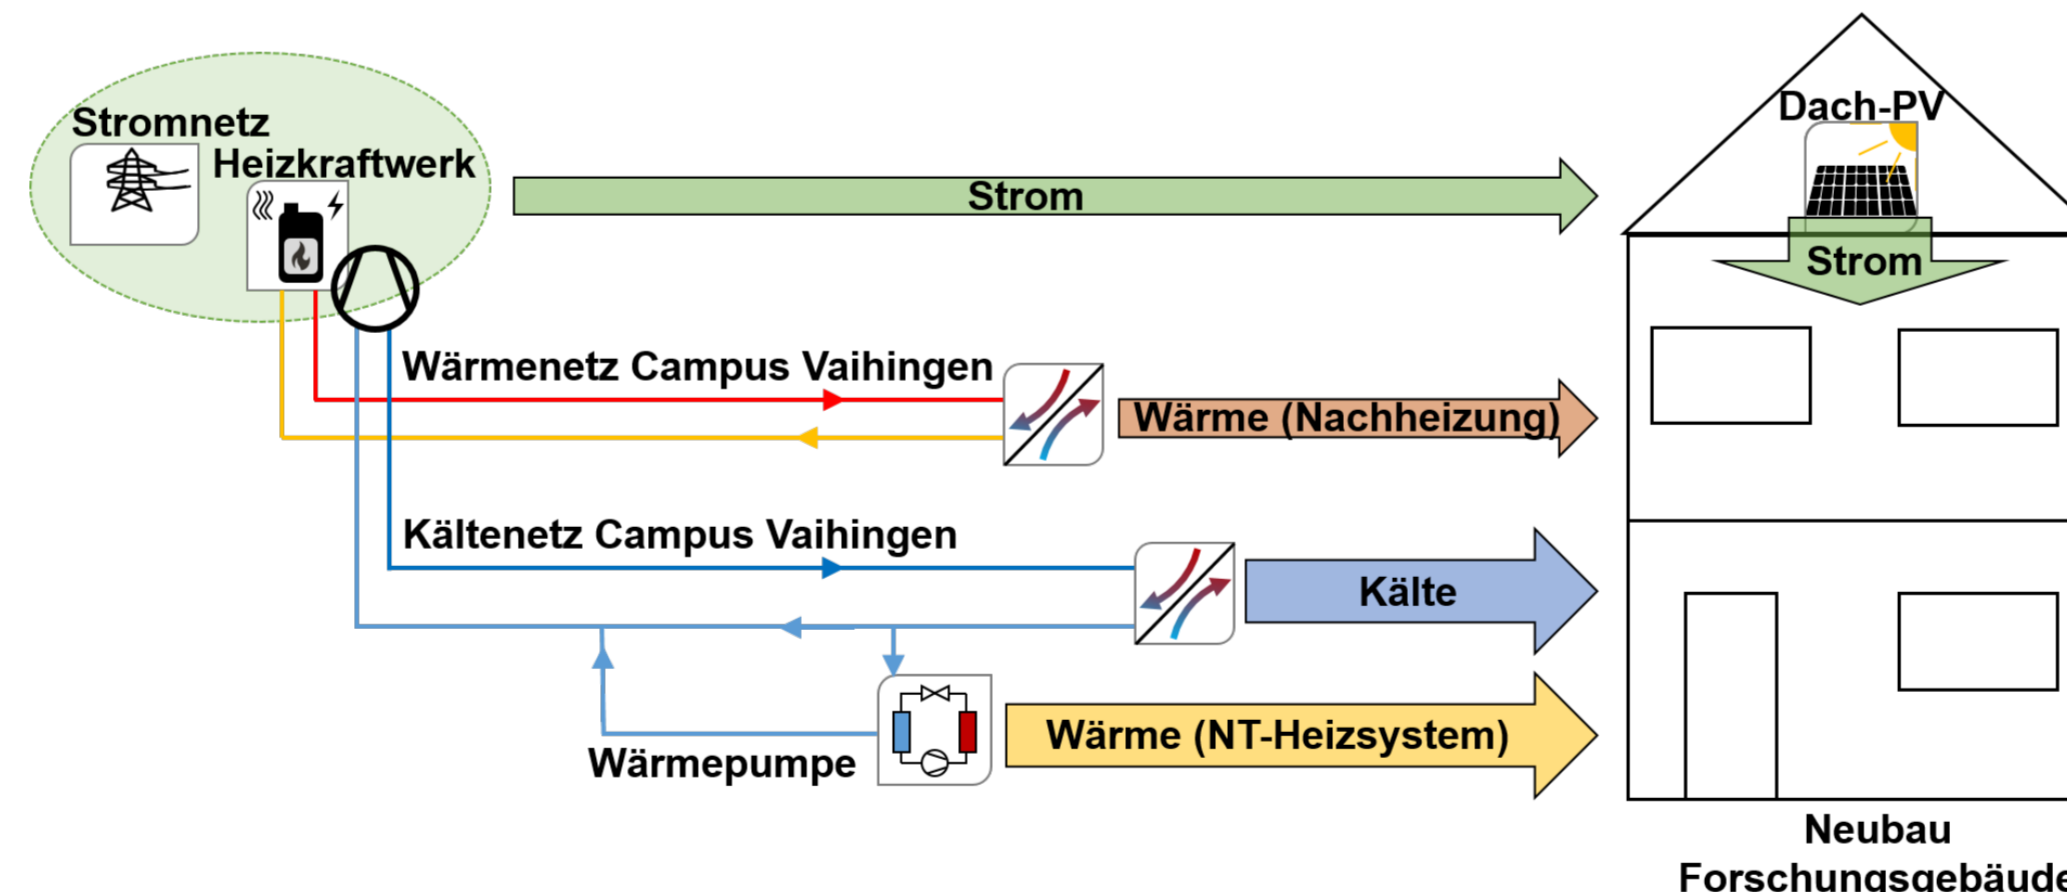 Stromnetz
Heizkraftwerk
Strom
Dach-PV
Strom
Wärmenetz Campus Vaihingen
Wärme (Nachheizung)
Kältenetz Campus Vaihingen
Kälte
Wärmepumpe
Wärme (NT-Heizsystem)
Neubau
Forschungsgebäude